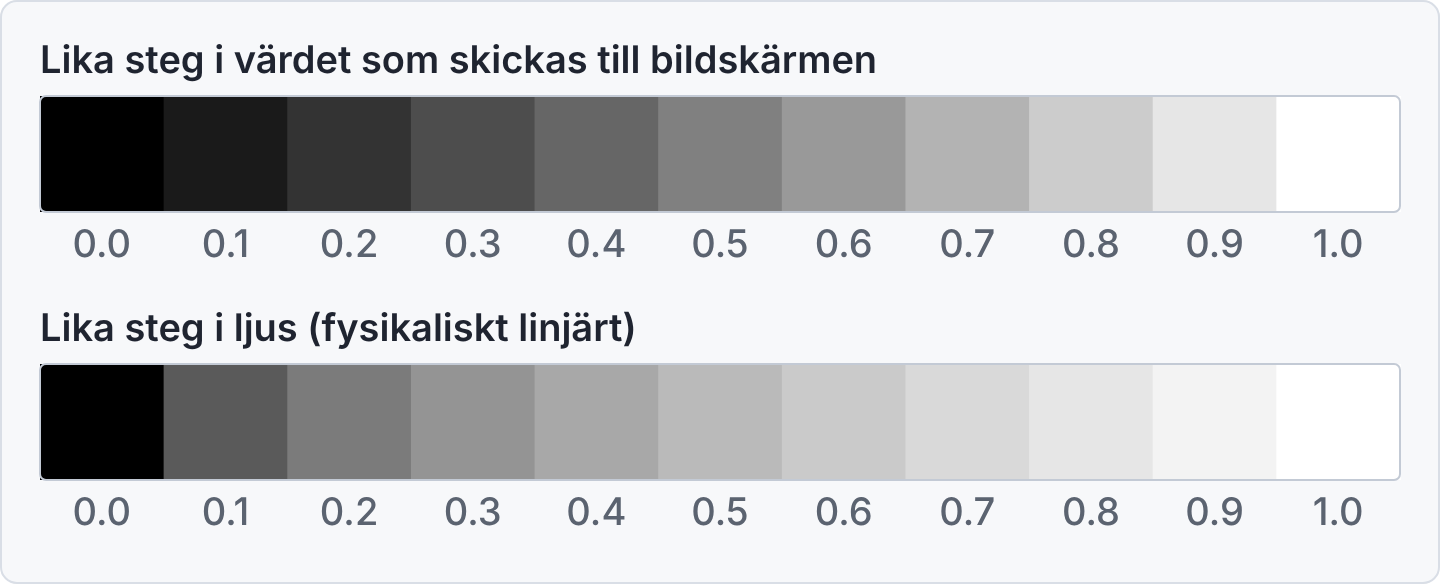 Lika steg i värdet som skickas till bildskärmen
0.0 0.1 0.2 0.3 0.4 0.5 0.6 0.7 0.8 0.9 1.0
Lika steg i ljus (fysikaliskt linjärt)
0.0 0.1 0.2 0.3 0.4 0.5 0.6 0.7 0.8 0.9 1.0